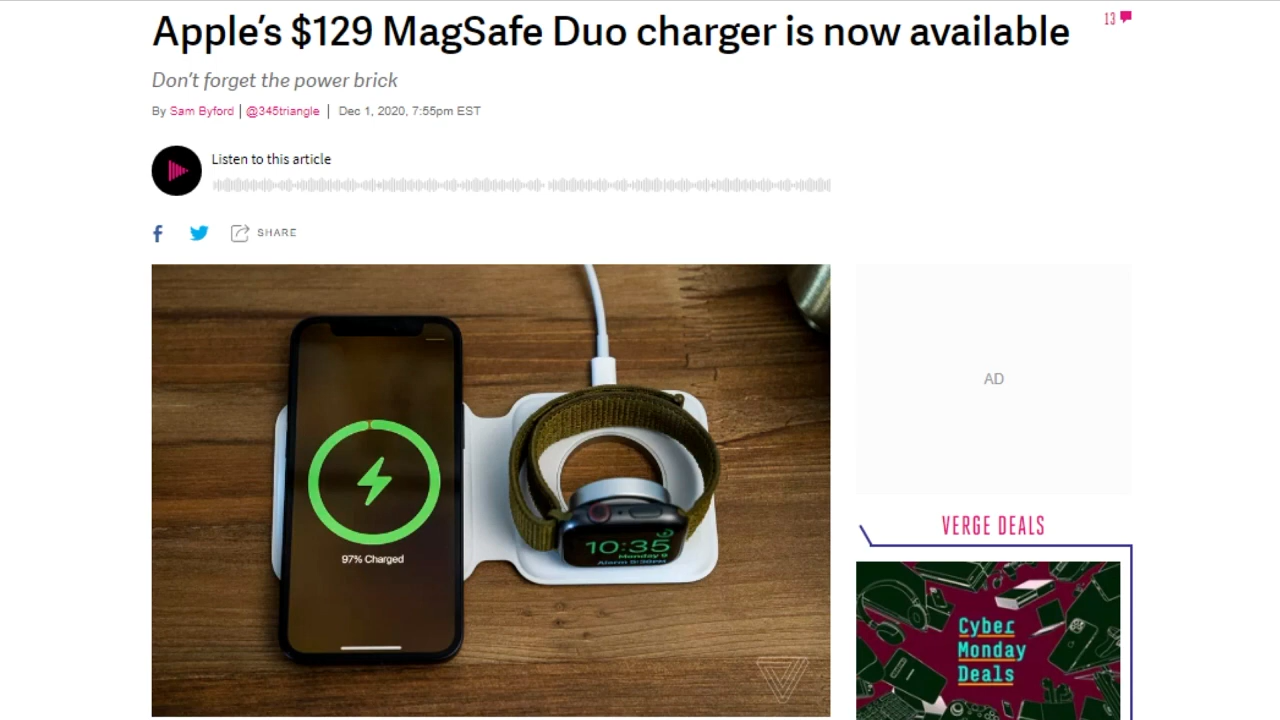 Apple's $129 MagSafe Duo charger is now available
13
Don't forget the power brick
By Sam Byford | @345triangle | Dec 1, 2020, 7:55pm EST
Listen to this article
SHARE
97% Charged
10:35
Monday 9
AD
VERGE DEALS
Cyber
Monday
Deals